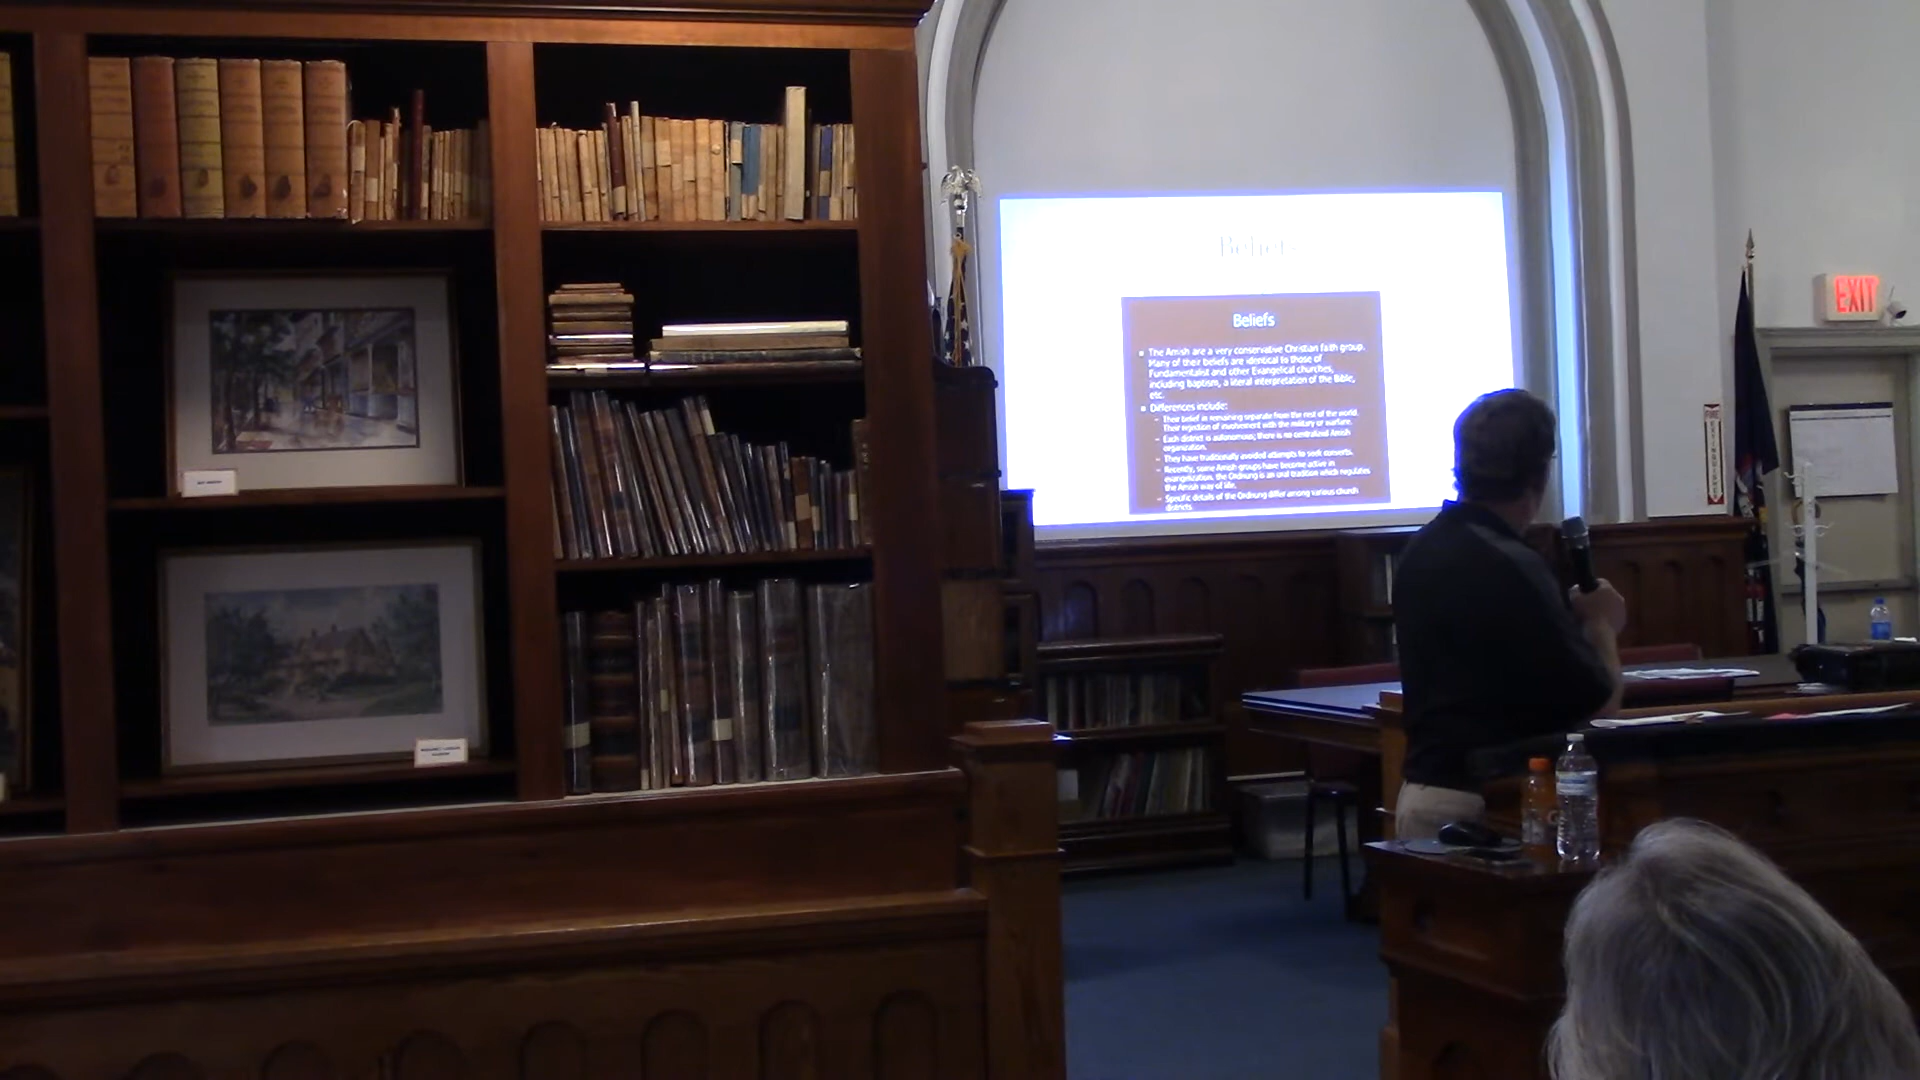 Beliefs
Beliefs
The Amish are a very conservative Christian faith group.
Many of their beliefs are identical to those of
Fundamentalist and other Evangelical churches,
including baptism, a literal interpretation of the Bible,
etc.
Differences include:
– Their belief in remaining separate from the rest of the world.
Their rejection of involvement with the military or warfare.
– Each district is autonomous; there is no centralized Amish
organization.
– They have traditionally avoided attempts to seek converts.
– Recently, some Amish groups have become active in
evangelization. the Ordnung is an oral tradition which regulates
the Amish way of life.
– Specific details of the Ordnung differ among various church
districts.
EXIT
FIRE
EXTINGUISHER